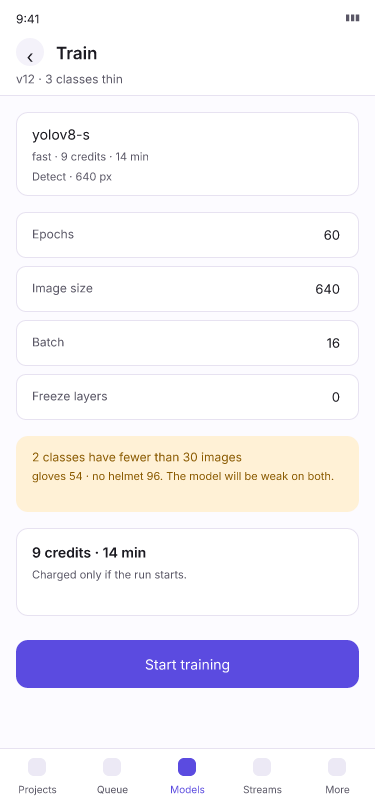 9:41
Train
v12 · 3 classes thin
yolov8-s
fast · 9 credits · 14 min
Detect · 640 px
Epochs 60
Image size 640
Batch 16
Freeze layers 0
2 classes have fewer than 30 images
gloves 54 · no helmet 96. The model will be weak on both.
9 credits · 14 min
Charged only if the run starts.
Start training
Projects Queue Models Streams More